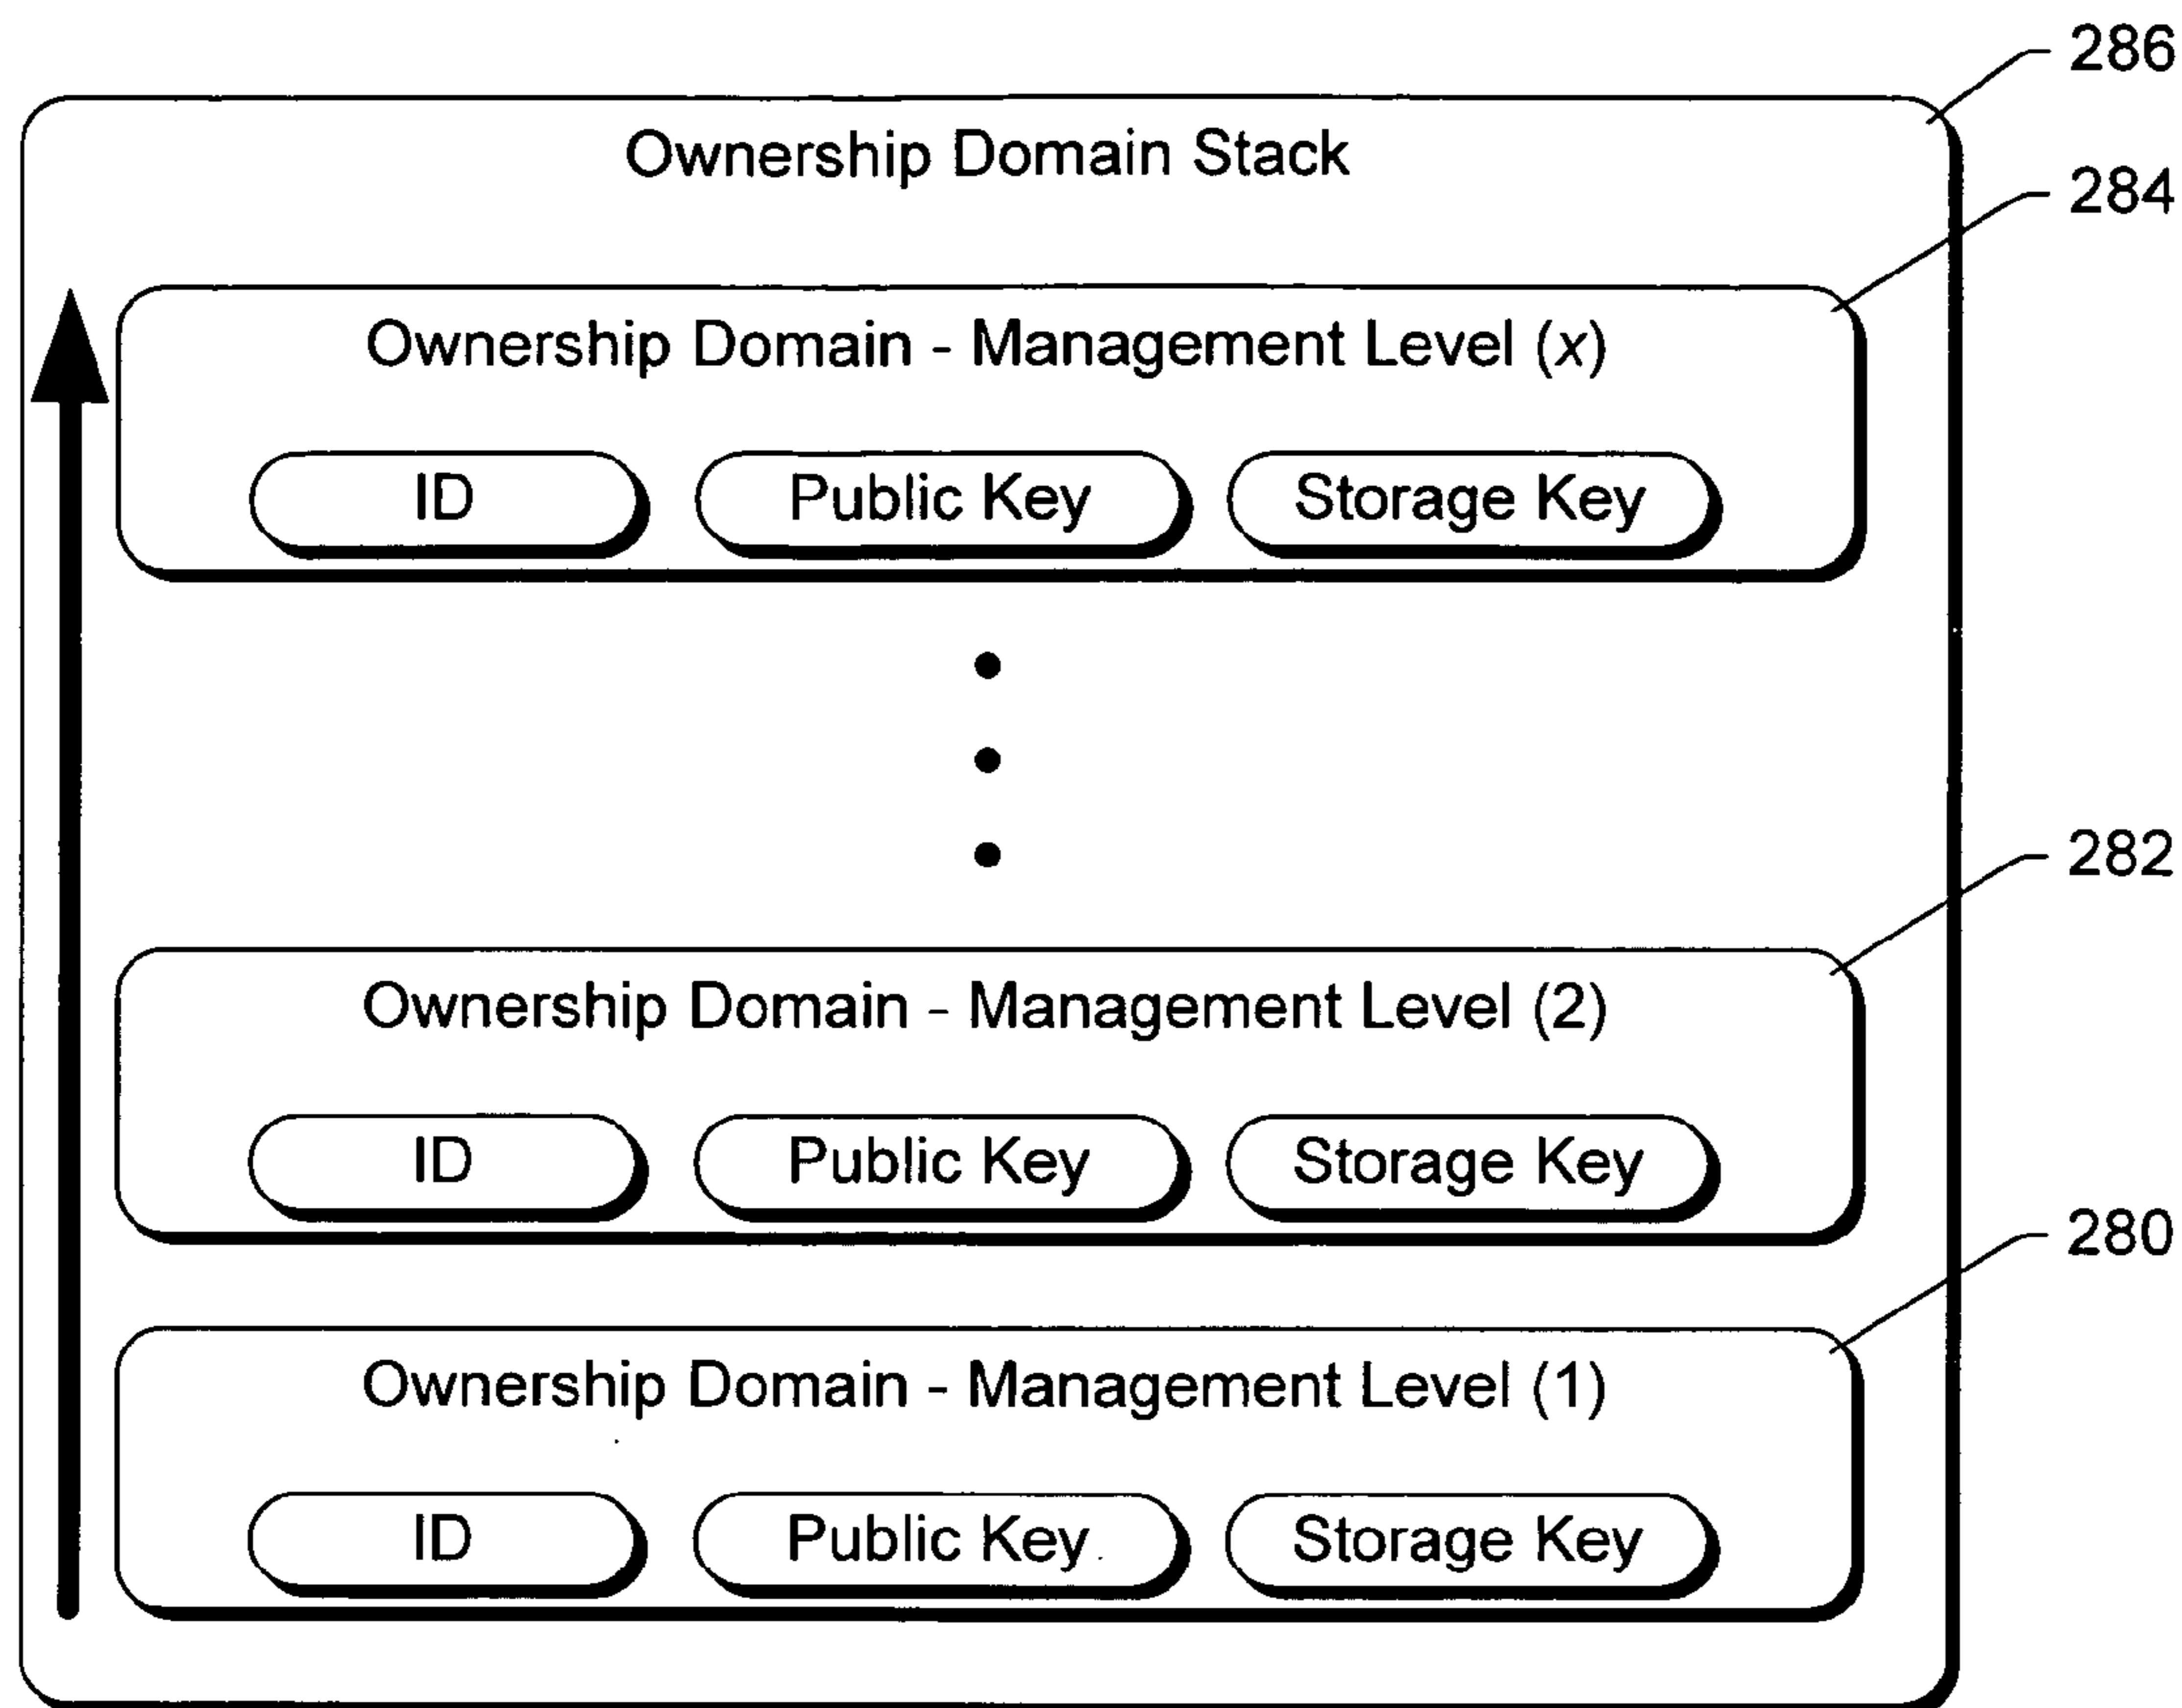 286
Ownership Domain Stack
284
Ownership Domain - Management Level (x)
ID Public Key Storage Key
282
Ownership Domain - Management Level (2)
ID Public Key Storage Key
280
Ownership Domain - Management Level (1)
ID Public Key Storage Key